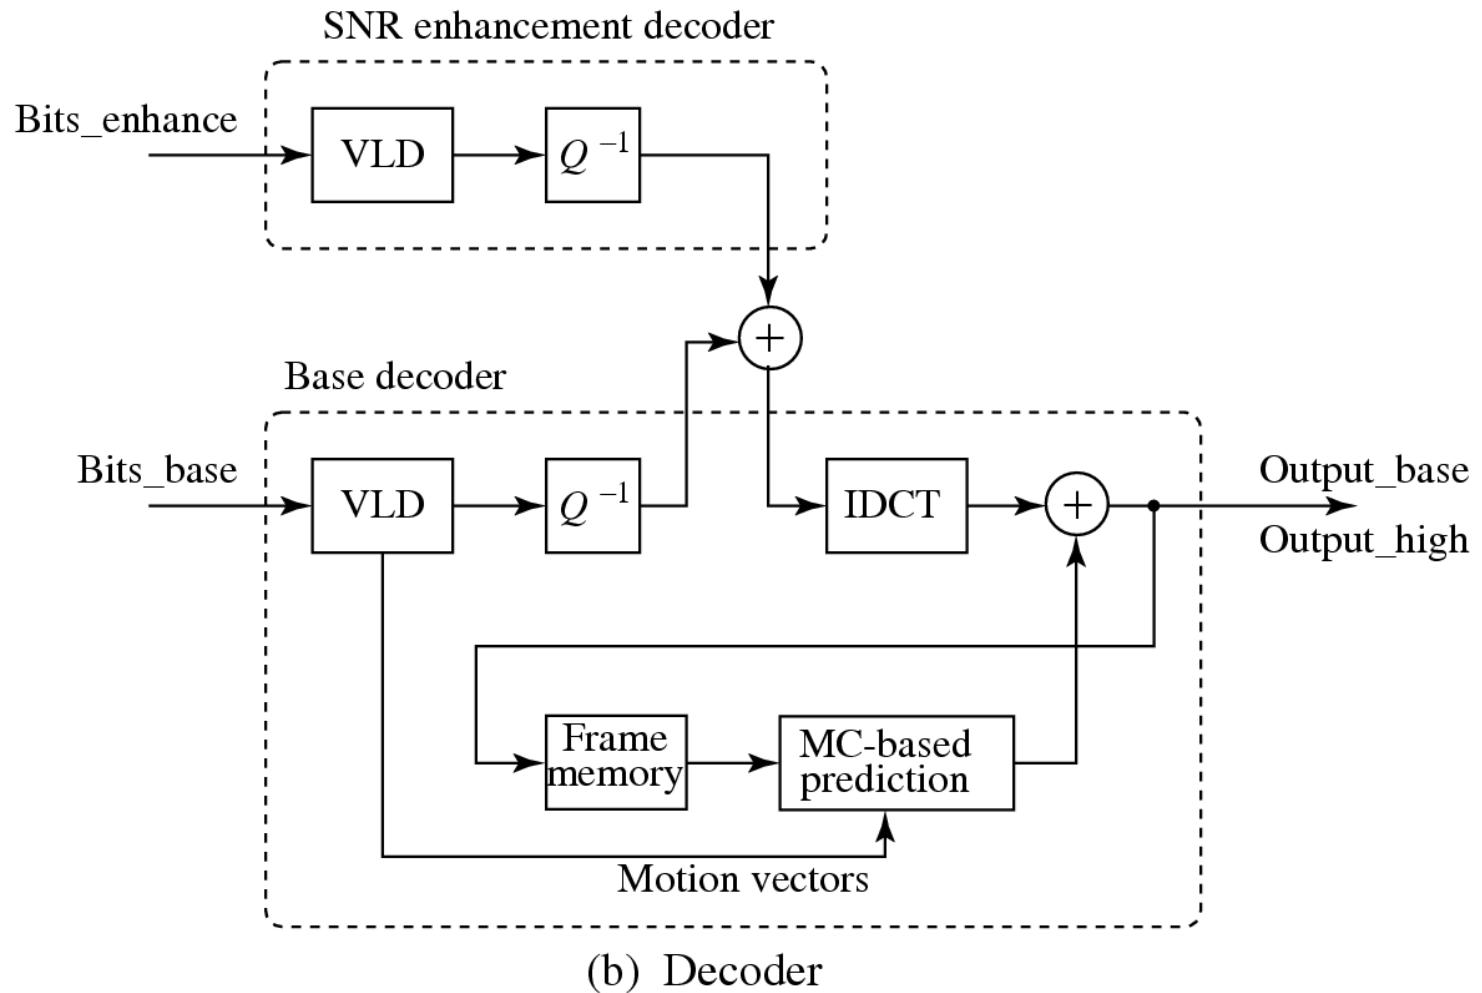 SNR enhancement decoder
Bits_enhance
VLD
Q ⁻¹
+
Base decoder
Bits_base
VLD
Q ⁻¹
IDCT
+
Output_base
Output_high
Frame
memory
MC-based
prediction
Motion vectors
(b) Decoder